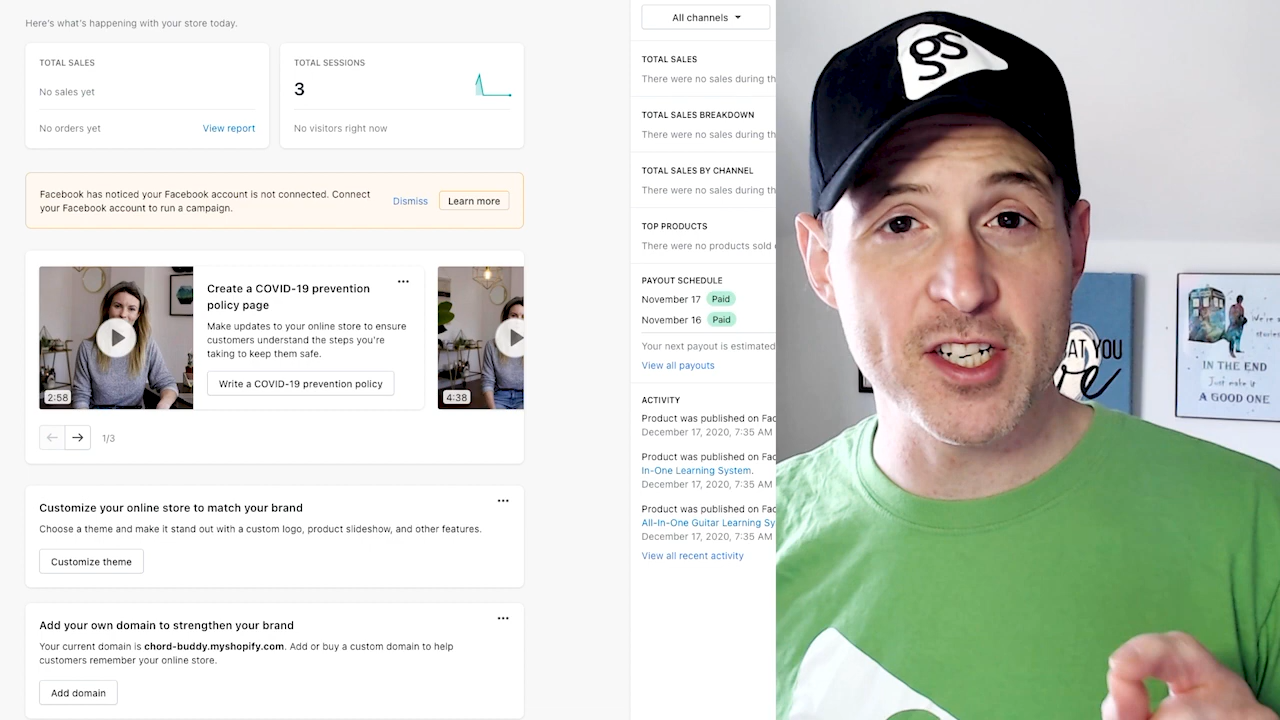 Here's what's happening with your store today.
TOTAL SALES
No sales yet
No orders yet
View report
TOTAL SESSIONS
3
No visitors right now
Facebook has noticed your Facebook account is not connected. Connect
your Facebook account to run a campaign.
Dismiss
Learn more
2:58
Create a COVID-19 prevention
policy page
Make updates to your online store to ensure
customers understand the steps you're
taking to keep them safe.
Write a COVID-19 prevention policy
4:38
1/3
Customize your online store to match your brand
Choose a theme and make it stand out with a custom logo, product slideshow, and other features.
Customize theme
Add your own domain to strengthen your brand
Your current domain is chord-buddy.myshopify.com. Add or buy a custom domain to help
customers remember your online store.
Add domain
All channels
TOTAL SALES
There were no sales during th
TOTAL SALES BREAKDOWN
There were no sales during th
TOTAL SALES BY CHANNEL
There were no sales during th
TOP PRODUCTS
There were no products sold
PAYOUT SCHEDULE
November 17 Paid
November 16 Paid
Your next payout is estimated
View all payouts
ACTIVITY
Product was published on Fac
December 17, 2020, 7:35 AM
Product was published on Fac
In-One Learning System.
December 17, 2020, 7:35 AM
Product was published on Fac
All-In-One Guitar Learning Sy
December 17, 2020, 7:35 AM
View all recent activity
gs
AT YOU
We're a
stories
IN THE END
Just make it
A GOOD ONE